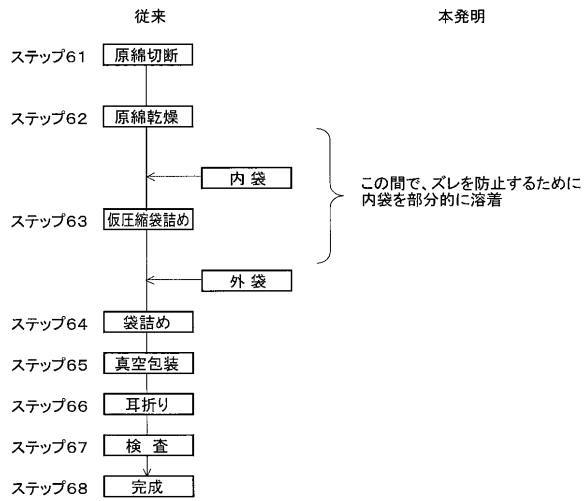 従来 本発明
ステップ61 原綿切断
ステップ62 原綿乾燥
内袋
この間で、ズレを防止するために
内袋を部分的に溶着
ステップ63 仮圧縮袋詰め
外袋
ステップ64 袋詰め
ステップ65 真空包装
ステップ66 耳折り
ステップ67 検査
ステップ68 完成